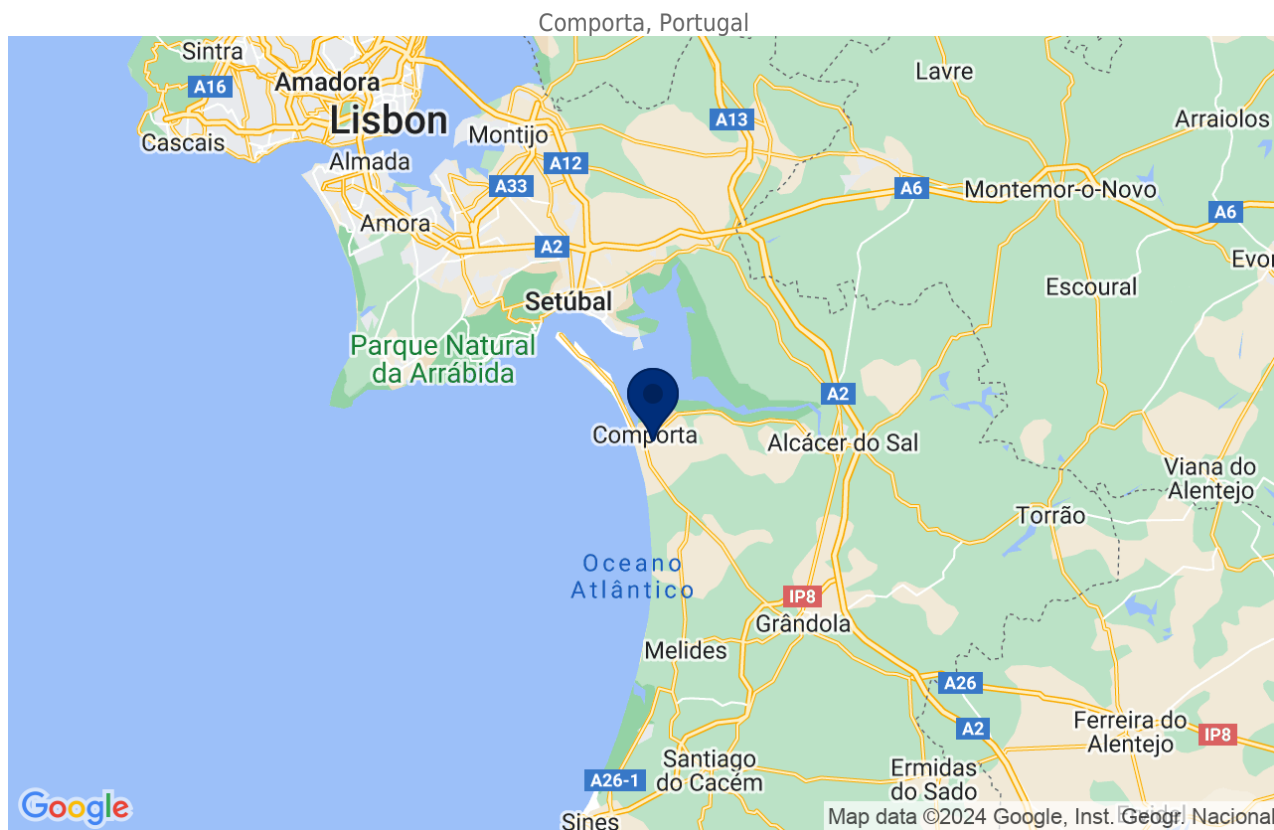 Comporta, Portugal
Sintra
Lavre
A16
Amadora
Lisbon
A13
Arraiolos
Montijo
Cascais
Almada
A12
A33
A6
Montemor-o-Novo
A6
Amora
A2
Evor
Escoural
Setúbal
Parque Natural
da Arrábida
A2
Comporta
Alcácer do Sal
Viana do
Alentejo
Torrão
Oceano
Atlântico
IP8
Grândola
Melides
A26
A2
Ferreira do
Alentejo
IP8
Santiago
do Cacém
A26-1
Ermidas
do Sado
Google
Sines
Map data ©2024 Google, Inst. Geogr. Nacional